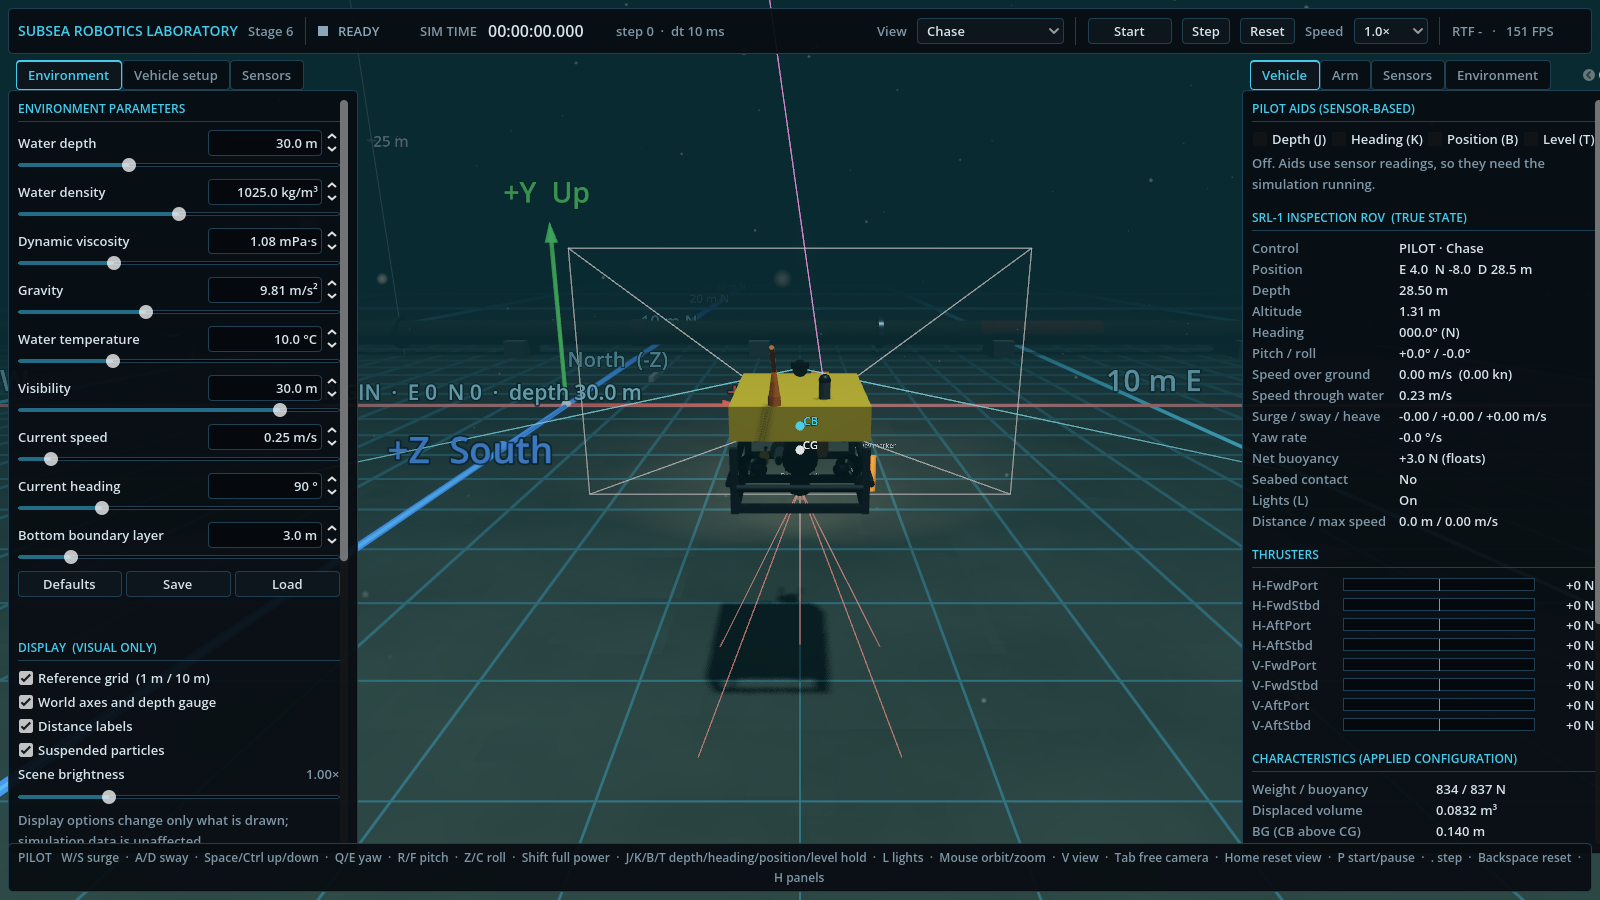 SUBSEA ROBOTICS LABORATORY Stage 6 READY SIM TIME 00:00:00.000 step 0 · dt 10 ms View Chase Start Step Reset Speed 1.0× RTF - · 151 FPS
Environment Vehicle setup Sensors
ENVIRONMENT PARAMETERS
Water depth 30.0 m
Water density 1025.0 kg/m³
Dynamic viscosity 1.08 mPa·s
Gravity 9.81 m/s²
Water temperature 10.0 °C
Visibility 30.0 m
Current speed 0.25 m/s
Current heading 90 °
Bottom boundary layer 3.0 m
Defaults Save Load
DISPLAY (VISUAL ONLY)
Reference grid (1 m / 10 m)
World axes and depth gauge
Distance labels
Suspended particles
Scene brightness 1.00×
Display options change only what is drawn;
simulation data is unaffected.
25 m
+Y Up
20 m N
10 m N
North (-Z)
IN · E 0 N 0 · depth 30.0 m
+Z South
10 m E
CB
CG
Vehicle Arm Sensors Environment
PILOT AIDS (SENSOR-BASED)
Depth (J) Heading (K) Position (B) Level (T)
Off. Aids use sensor readings, so they need the
simulation running.
SRL-1 INSPECTION ROV (TRUE STATE)
Control PILOT · Chase
Position E 4.0 N -8.0 D 28.5 m
Depth 28.50 m
Altitude 1.31 m
Heading 000.0° (N)
Pitch / roll +0.0° / -0.0°
Speed over ground 0.00 m/s (0.00 kn)
Speed through water 0.23 m/s
Surge / sway / heave -0.00 / +0.00 / +0.00 m/s
Yaw rate -0.0 °/s
Net buoyancy +3.0 N (floats)
Seabed contact No
Lights (L) On
Distance / max speed 0.0 m / 0.00 m/s
THRUSTERS
H-FwdPort +0 N
H-FwdStbd +0 N
H-AftPort +0 N
H-AftStbd +0 N
V-FwdPort +0 N
V-FwdStbd +0 N
V-AftPort +0 N
V-AftStbd +0 N
CHARACTERISTICS (APPLIED CONFIGURATION)
Weight / buoyancy 834 / 837 N
Displaced volume 0.0832 m³
BG (CB above CG) 0.140 m
PILOT W/S surge · A/D sway · Space/Ctrl up/down · Q/E yaw · R/F pitch · Z/C roll · Shift full power · J/K/B/T depth/heading/position/level hold · L lights · Mouse orbit/zoom · V view · Tab free camera · Home reset view · P start/pause · . step · Backspace reset ·
H panels